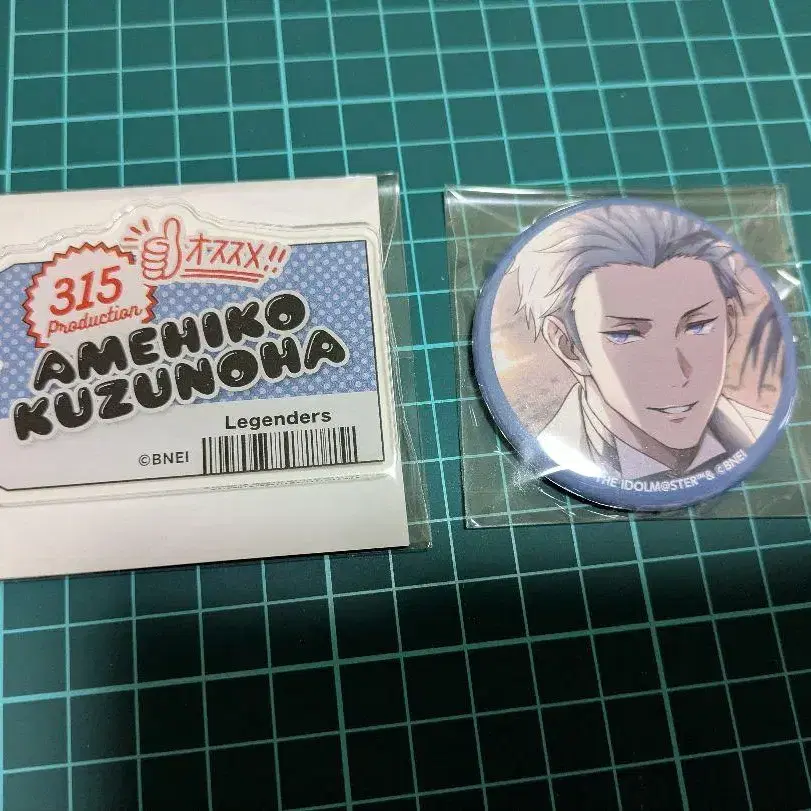 オススメ!!
315
Production
AMEHIKO
KUZUNOHA
Legenders
©BNEI
THE IDOLM@STER™& ©BNEI